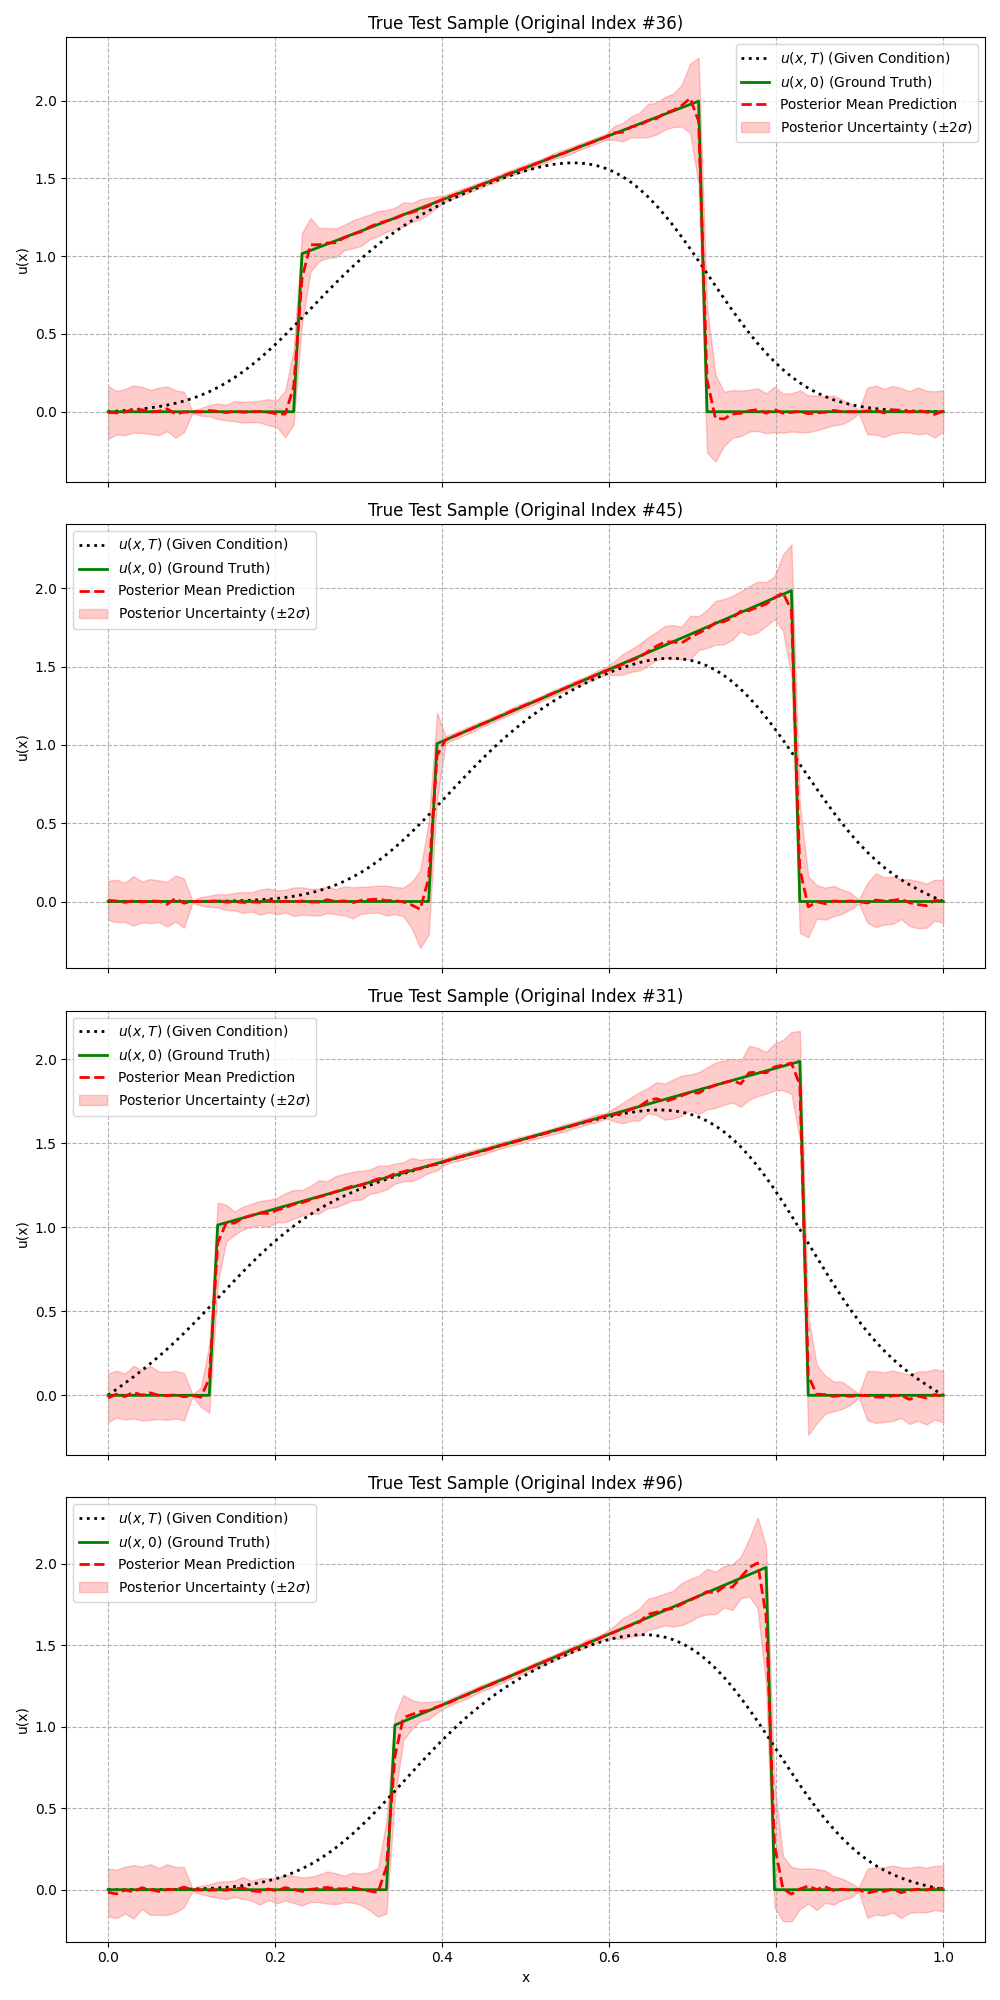 True Test Sample (Original Index #36)
u(x, T) (Given Condition)
u(x, 0) (Ground Truth)
Posterior Mean Prediction
Posterior Uncertainty (±2σ)
2.0
1.5
1.0
0.5
0.0
u(x)
True Test Sample (Original Index #45)
u(x, T) (Given Condition)
u(x, 0) (Ground Truth)
Posterior Mean Prediction
Posterior Uncertainty (±2σ)
2.0
1.5
1.0
0.5
0.0
u(x)
True Test Sample (Original Index #31)
u(x, T) (Given Condition)
u(x, 0) (Ground Truth)
Posterior Mean Prediction
Posterior Uncertainty (±2σ)
2.0
1.5
1.0
0.5
0.0
u(x)
True Test Sample (Original Index #96)
u(x, T) (Given Condition)
u(x, 0) (Ground Truth)
Posterior Mean Prediction
Posterior Uncertainty (±2σ)
2.0
1.5
1.0
0.5
0.0
u(x)
0.0 0.2 0.4 0.6 0.8 1.0
x